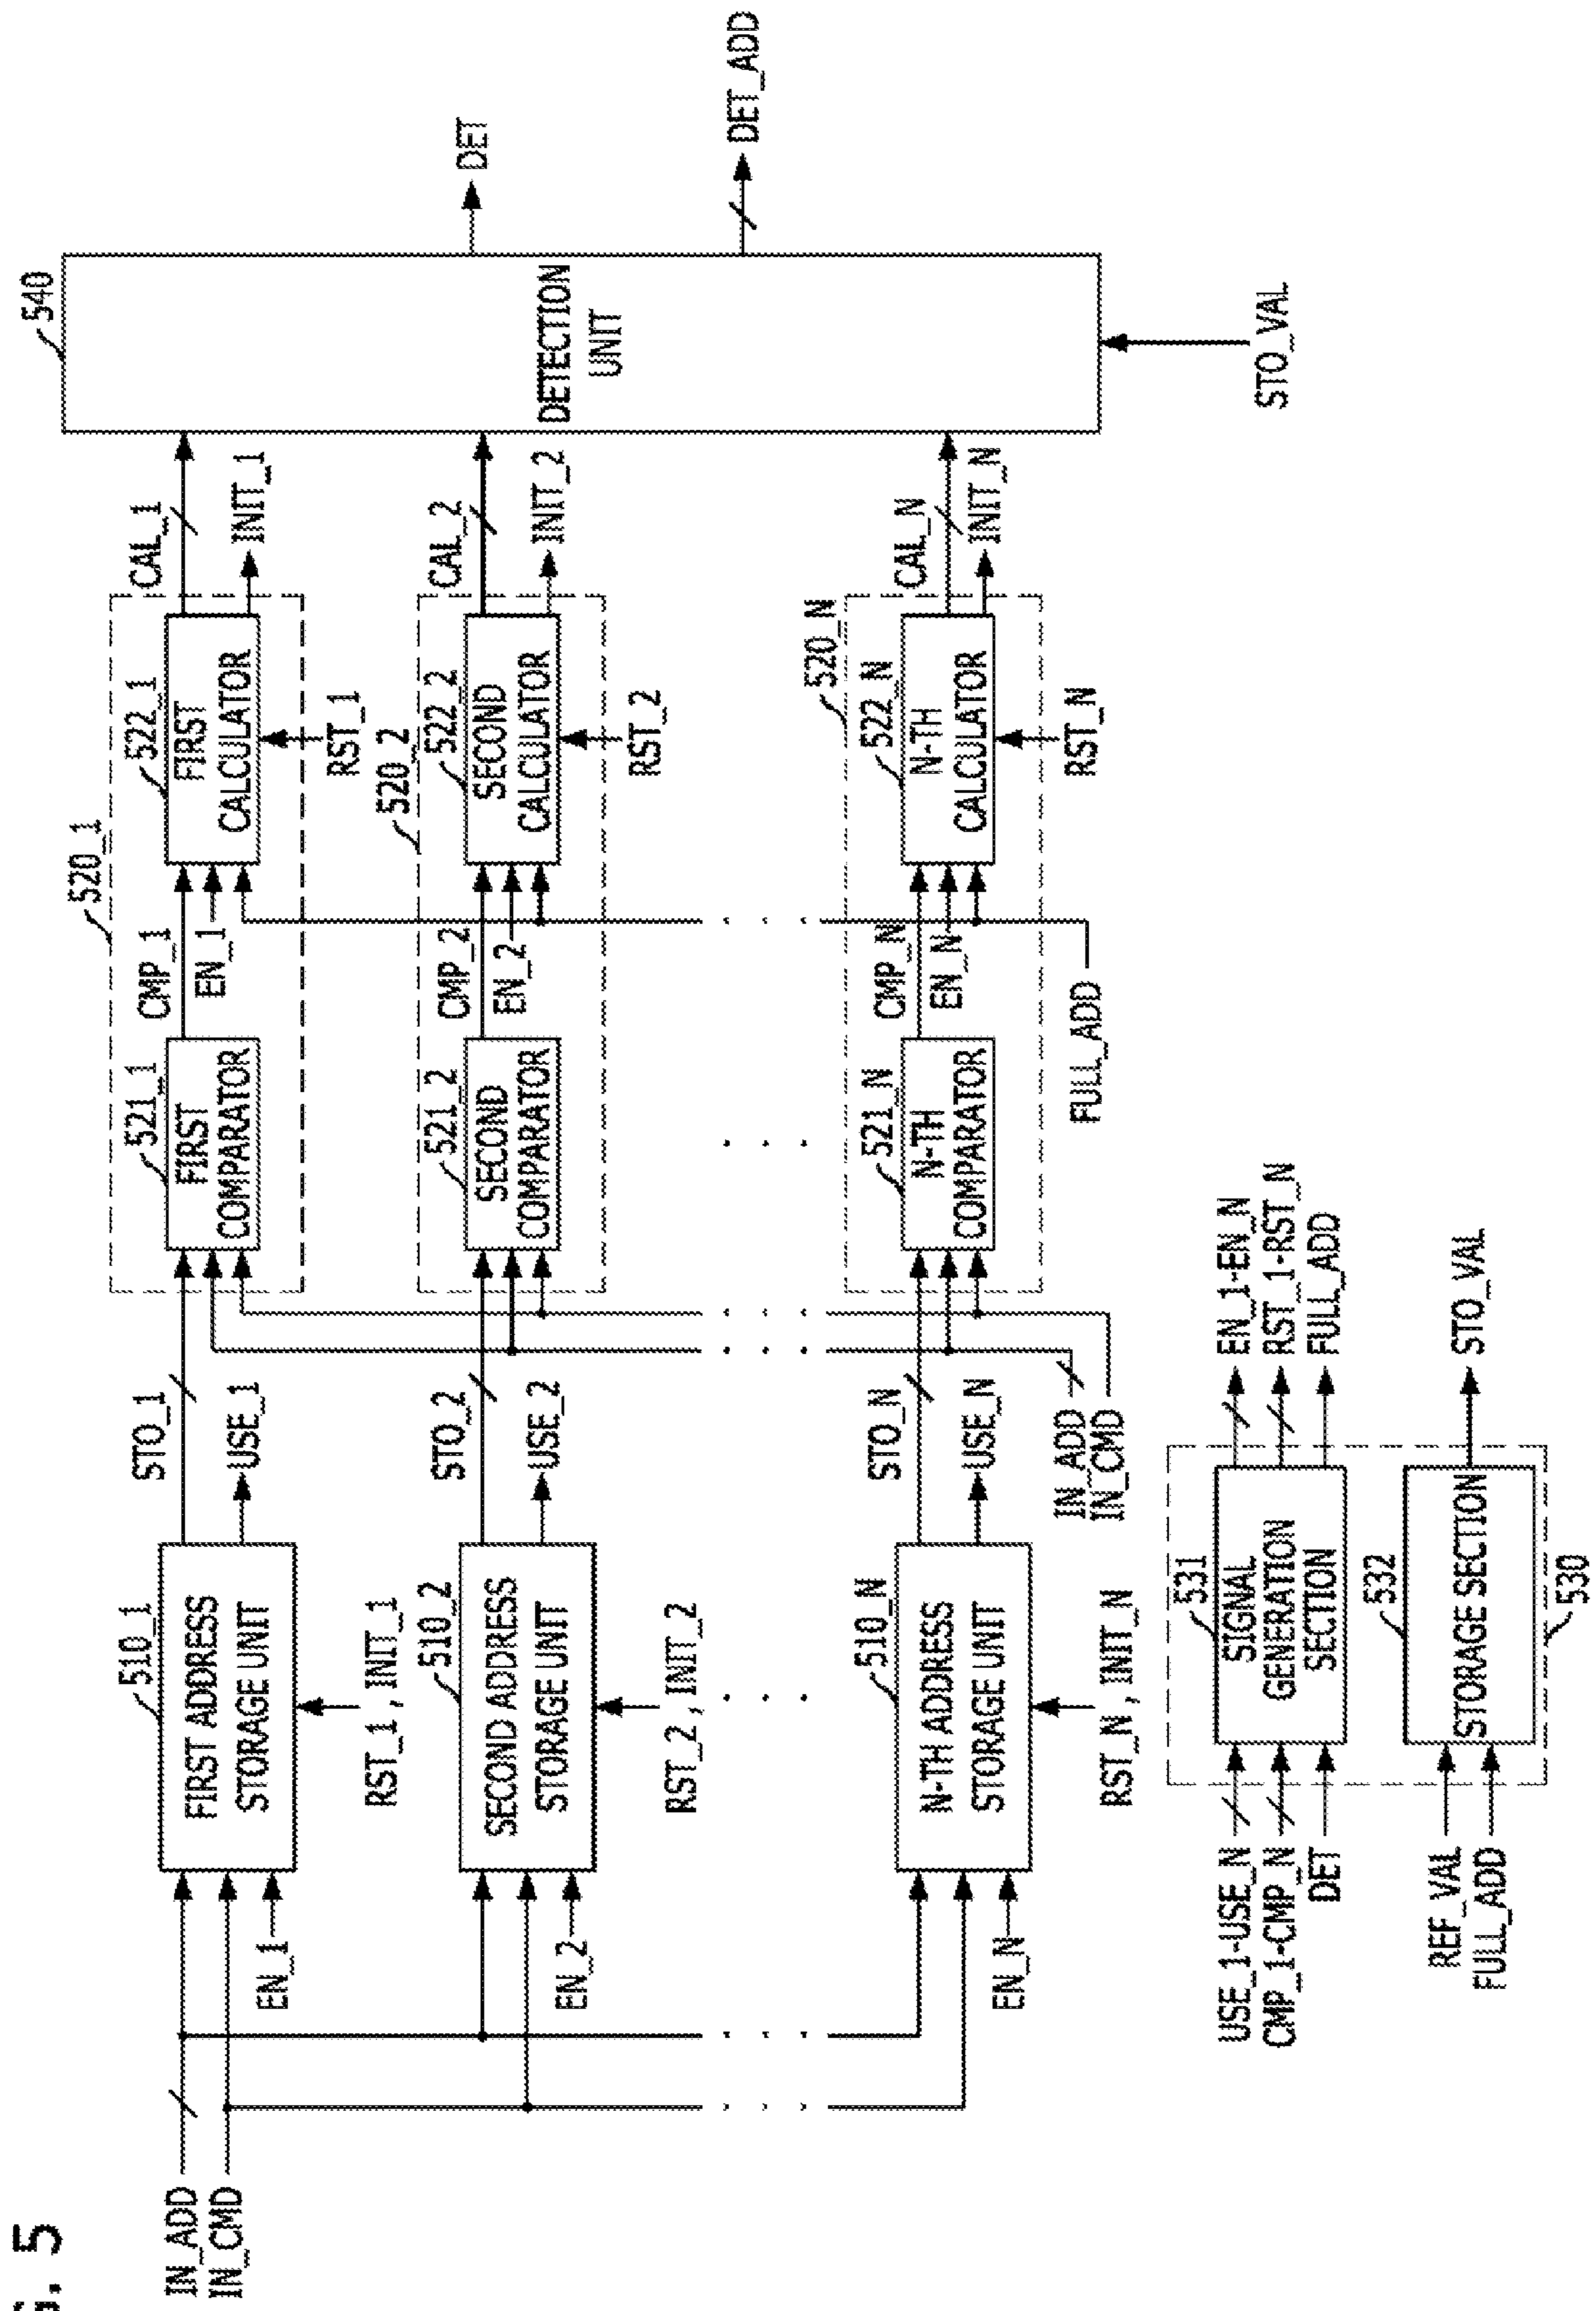 G. 5
IN_ADD
IN_CMD
EN_1
510_1
FIRST ADDRESS
STORAGE UNIT
RST_1 , INIT_1
STO_1
USE_1
520_1
521_1
FIRST
COMPARATOR
CMP_1
EN_1
522_1
FIRST
CALCULATOR
RST_1
CAL_1
INIT_1
EN_2
510_2
SECOND ADDRESS
STORAGE UNIT
RST_2 , INIT_2
STO_2
USE_2
520_2
521_2
SECOND
COMPARATOR
CMP_2
EN_2
522_2
SECOND
CALCULATOR
RST_2
CAL_2
INIT_2
. . .
EN_N
510_N
N-TH ADDRESS
STORAGE UNIT
RST_N , INIT_N
STO_N
USE_N
IN_ADD
IN_CMD
520_N
521_N
N-TH
COMPARATOR
CMP_N
EN_N
FULL_ADD
522_N
N-TH
CALCULATOR
RST_N
CAL_N
INIT_N
540
DETECTION
UNIT
STO_VAL
DET
DET_ADD
USE_1-USE_N
CMP_1-CMP_N
DET
531
SIGNAL
GENERATION
SECTION
EN_1-EN_N
RST_1-RST_N
FULL_ADD
REF_VAL
FULL_ADD
532
STORAGE SECTION
STO_VAL
530